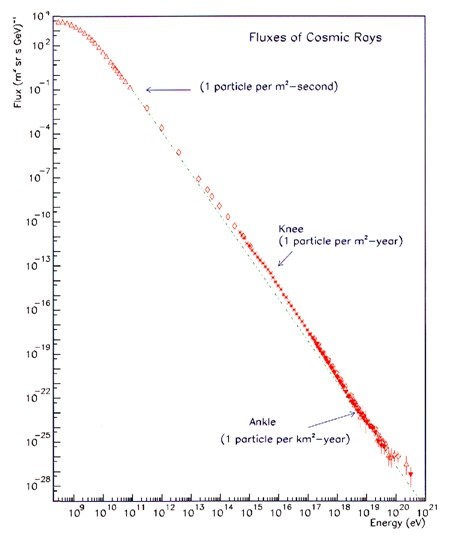 Fluxes of Cosmic Rays
Flux (m² sr s GeV)⁻¹
10⁴
10²
10⁻¹
10⁻⁴
10⁻⁷
10⁻¹⁰
10⁻¹³
10⁻¹⁶
10⁻¹⁹
10⁻²²
10⁻²⁵
10⁻²⁸
(1 particle per m²−second)
Knee
(1 particle per m²−year)
Ankle
(1 particle per km²−year)
10⁹ 10¹⁰ 10¹¹ 10¹² 10¹³ 10¹⁴ 10¹⁵ 10¹⁶ 10¹⁷ 10¹⁸ 10¹⁹ 10²⁰ 10²¹
Energy (eV)